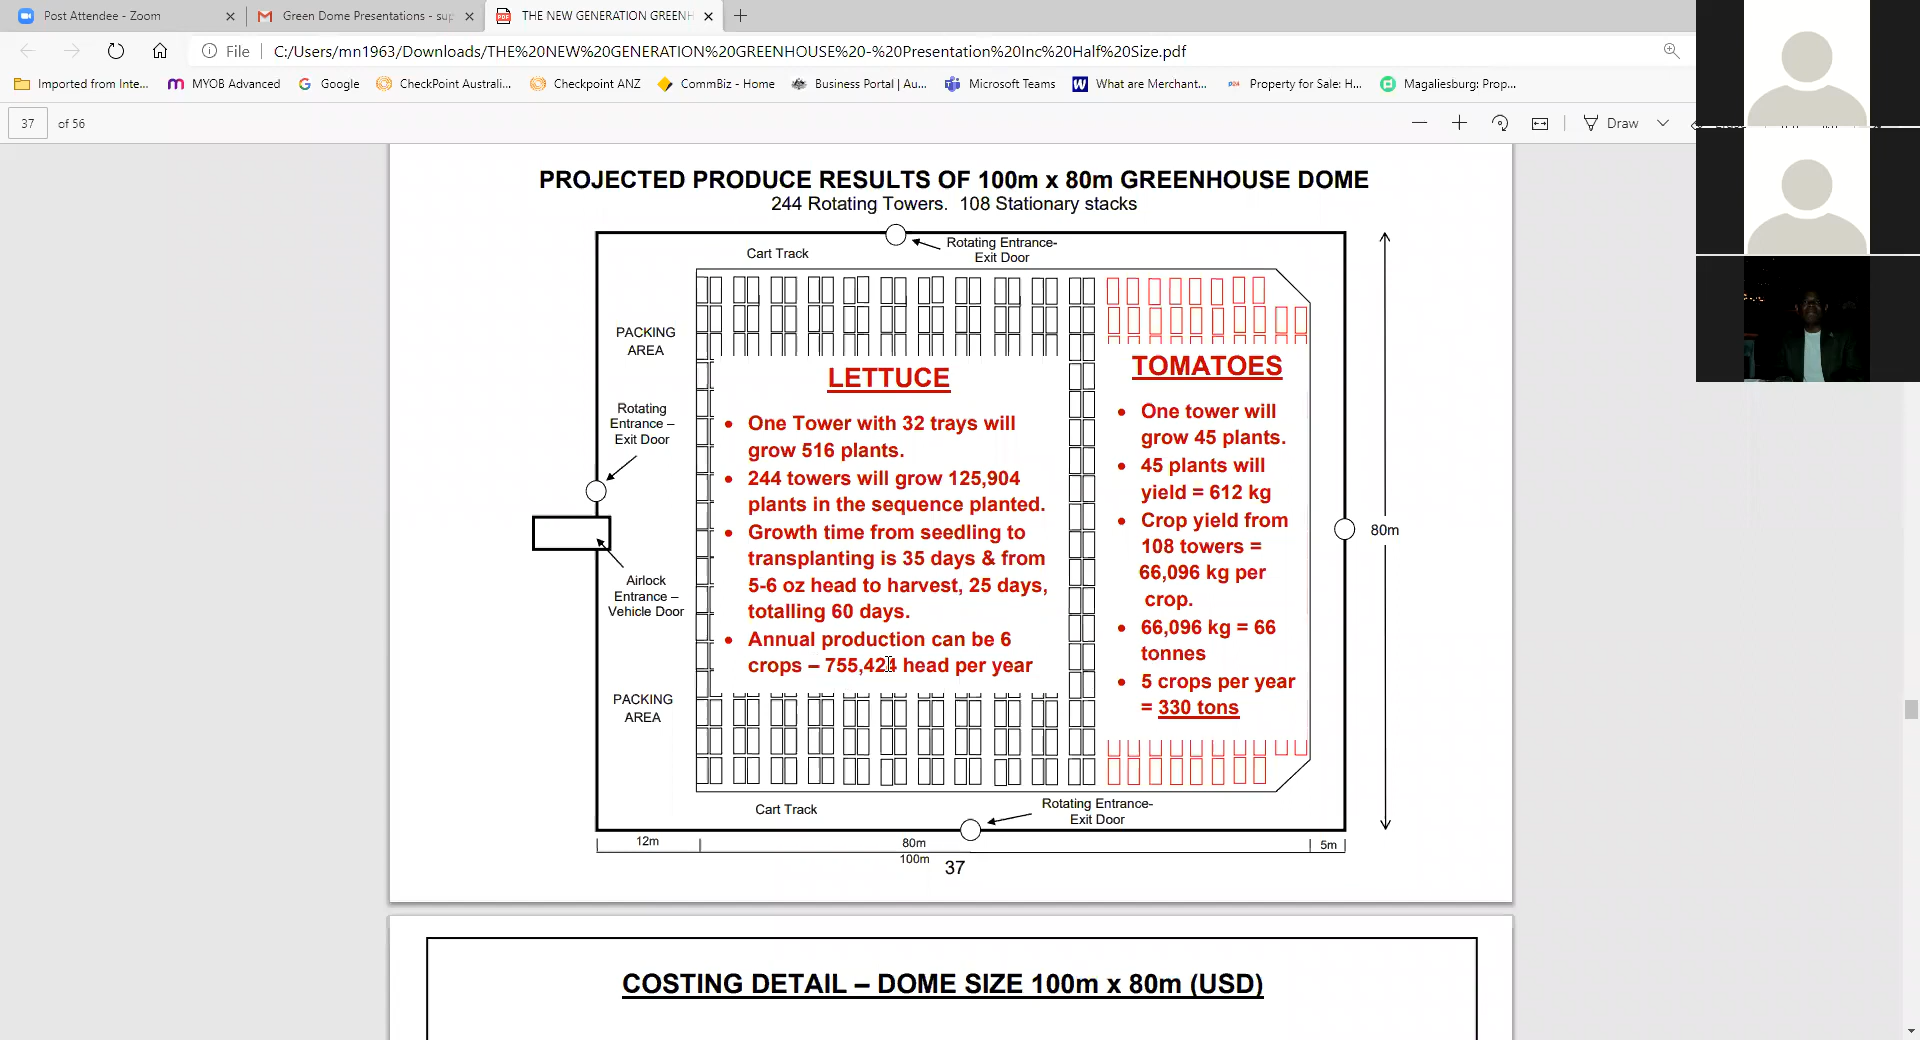 Post Attendee - Zoom
Green Dome Presentations - sup
THE NEW GENERATION GREENH
File
C:/Users/mn1963/Downloads/THE%20NEW%20GENERATION%20GREENHOUSE%20-%20Presentation%20Inc%20Half%20Size.pdf
Imported from Inte...
MYOB Advanced
Google
CheckPoint Australi...
Checkpoint ANZ
CommBiz - Home
Business Portal | Au...
Microsoft Teams
What are Merchant...
Property for Sale: H...
Magaliesburg: Prop...
37 of 56
Draw
PROJECTED PRODUCE RESULTS OF 100m x 80m GREENHOUSE DOME
244 Rotating Towers. 108 Stationary stacks
Cart Track
Rotating Entrance-
Exit Door
PACKING
AREA
Rotating
Entrance –
Exit Door
Airlock
Entrance –
Vehicle Door
PACKING
AREA
LETTUCE
• One Tower with 32 trays will
grow 516 plants.
• 244 towers will grow 125,904
plants in the sequence planted.
• Growth time from seedling to
transplanting is 35 days & from
5-6 oz head to harvest, 25 days,
totalling 60 days.
• Annual production can be 6
crops – 755,424 head per year
TOMATOES
• One tower will
grow 45 plants.
• 45 plants will
yield = 612 kg
• Crop yield from
108 towers =
66,096 kg per
crop.
• 66,096 kg = 66
tonnes
• 5 crops per year
= 330 tons
80m
Cart Track
Rotating Entrance-
Exit Door
12m
80m
5m
100m
37
COSTING DETAIL – DOME SIZE 100m x 80m (USD)